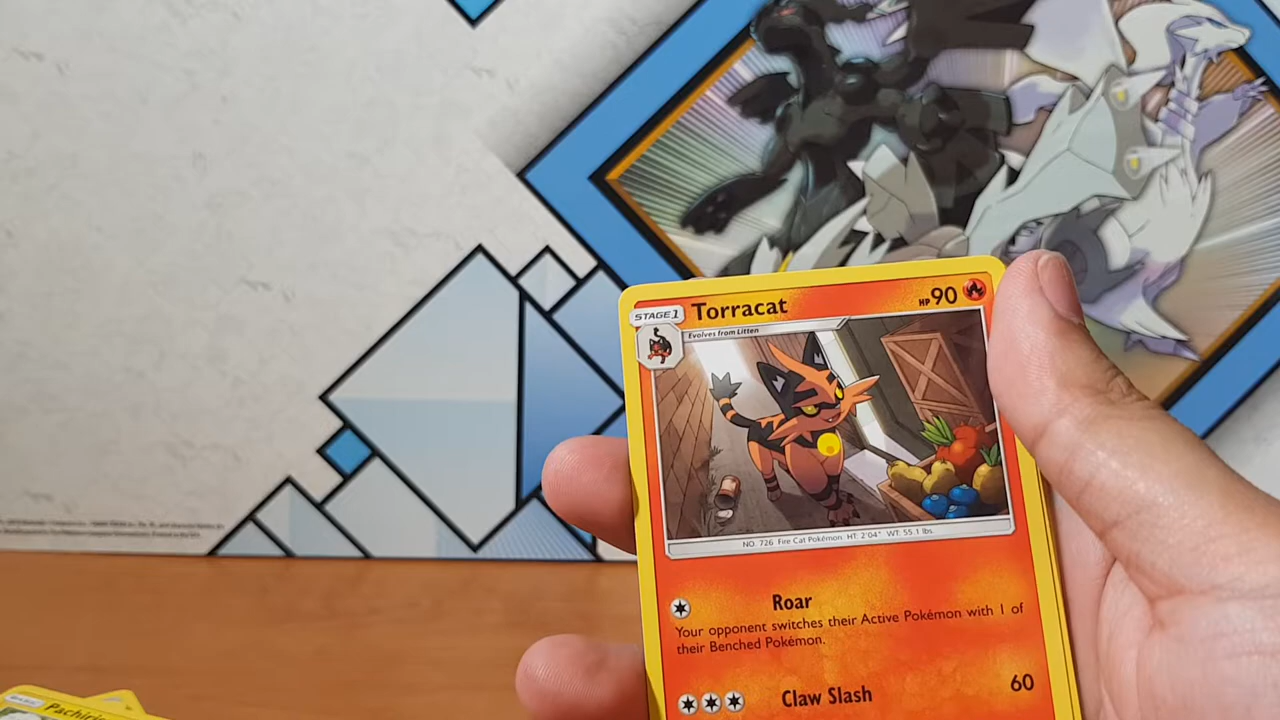 STAGE 1 Torracat HP 90
Evolves from Litten
NO. 726 Fire Cat Pokémon HT: 2'04" WT: 55.1 lbs.
Roar
Your opponent switches their Active Pokémon with 1 of
their Benched Pokémon.
Claw Slash 60